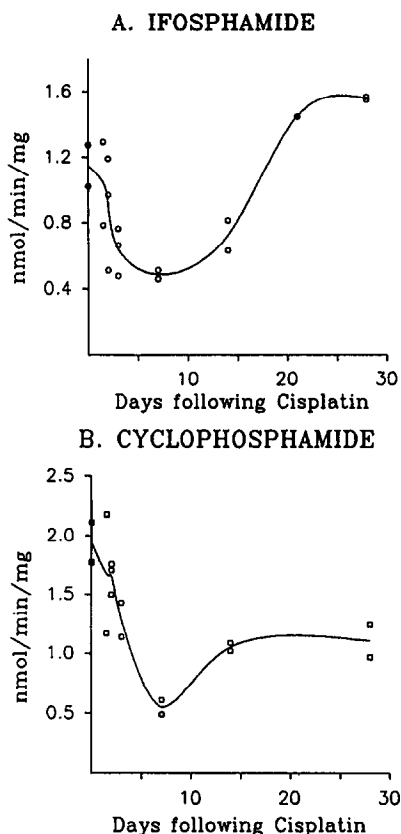 A. IFOSPHAMIDE
nmol/min/mg
1.6
1.2
0.8
0.4
10 20 30
Days following Cisplatin
B. CYCLOPHOSPHAMIDE
nmol/min/mg
2.5
2.0
1.5
1.0
0.5
10 20 30
Days following Cisplatin